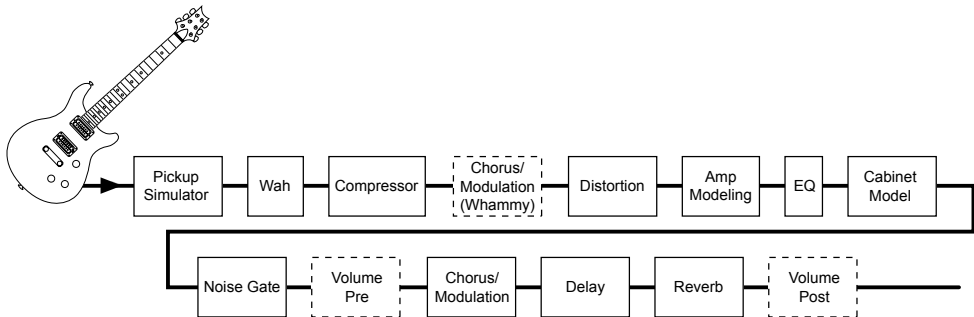 Pickup
Simulator
Wah
Compressor
Chorus/
Modulation
(Whammy)
Distortion
Amp
Modeling
EQ
Cabinet
Model
Noise Gate
Volume
Pre
Chorus/
Modulation
Delay
Reverb
Volume
Post